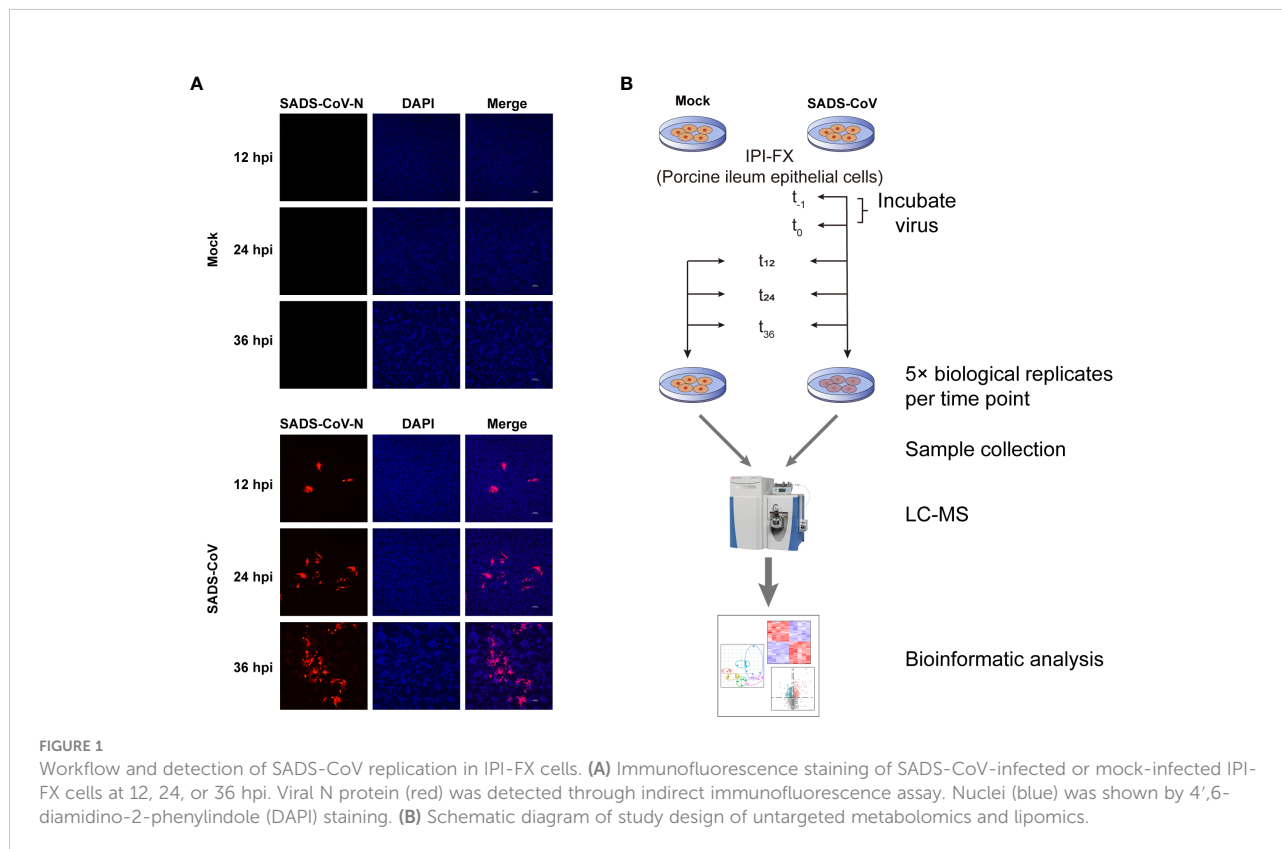 A
SADS-CoV-N DAPI Merge
12 hpi
24 hpi
36 hpi
Mock
SADS-CoV-N DAPI Merge
12 hpi
24 hpi
36 hpi
SADS-CoV
B
Mock SADS-CoV
IPI-FX
(Porcine ileum epithelial cells)
t-1
t0
Incubate
virus
t12
t24
t36
5× biological replicates
per time point
Sample collection
LC-MS
Bioinformatic analysis
FIGURE 1
Workflow and detection of SADS-CoV replication in IPI-FX cells. (A) Immunofluorescence staining of SADS-CoV-infected or mock-infected IPI-
FX cells at 12, 24, or 36 hpi. Viral N protein (red) was detected through indirect immunofluorescence assay. Nuclei (blue) was shown by 4′,6-
diamidino-2-phenylindole (DAPI) staining. (B) Schematic diagram of study design of untargeted metabolomics and lipomics.